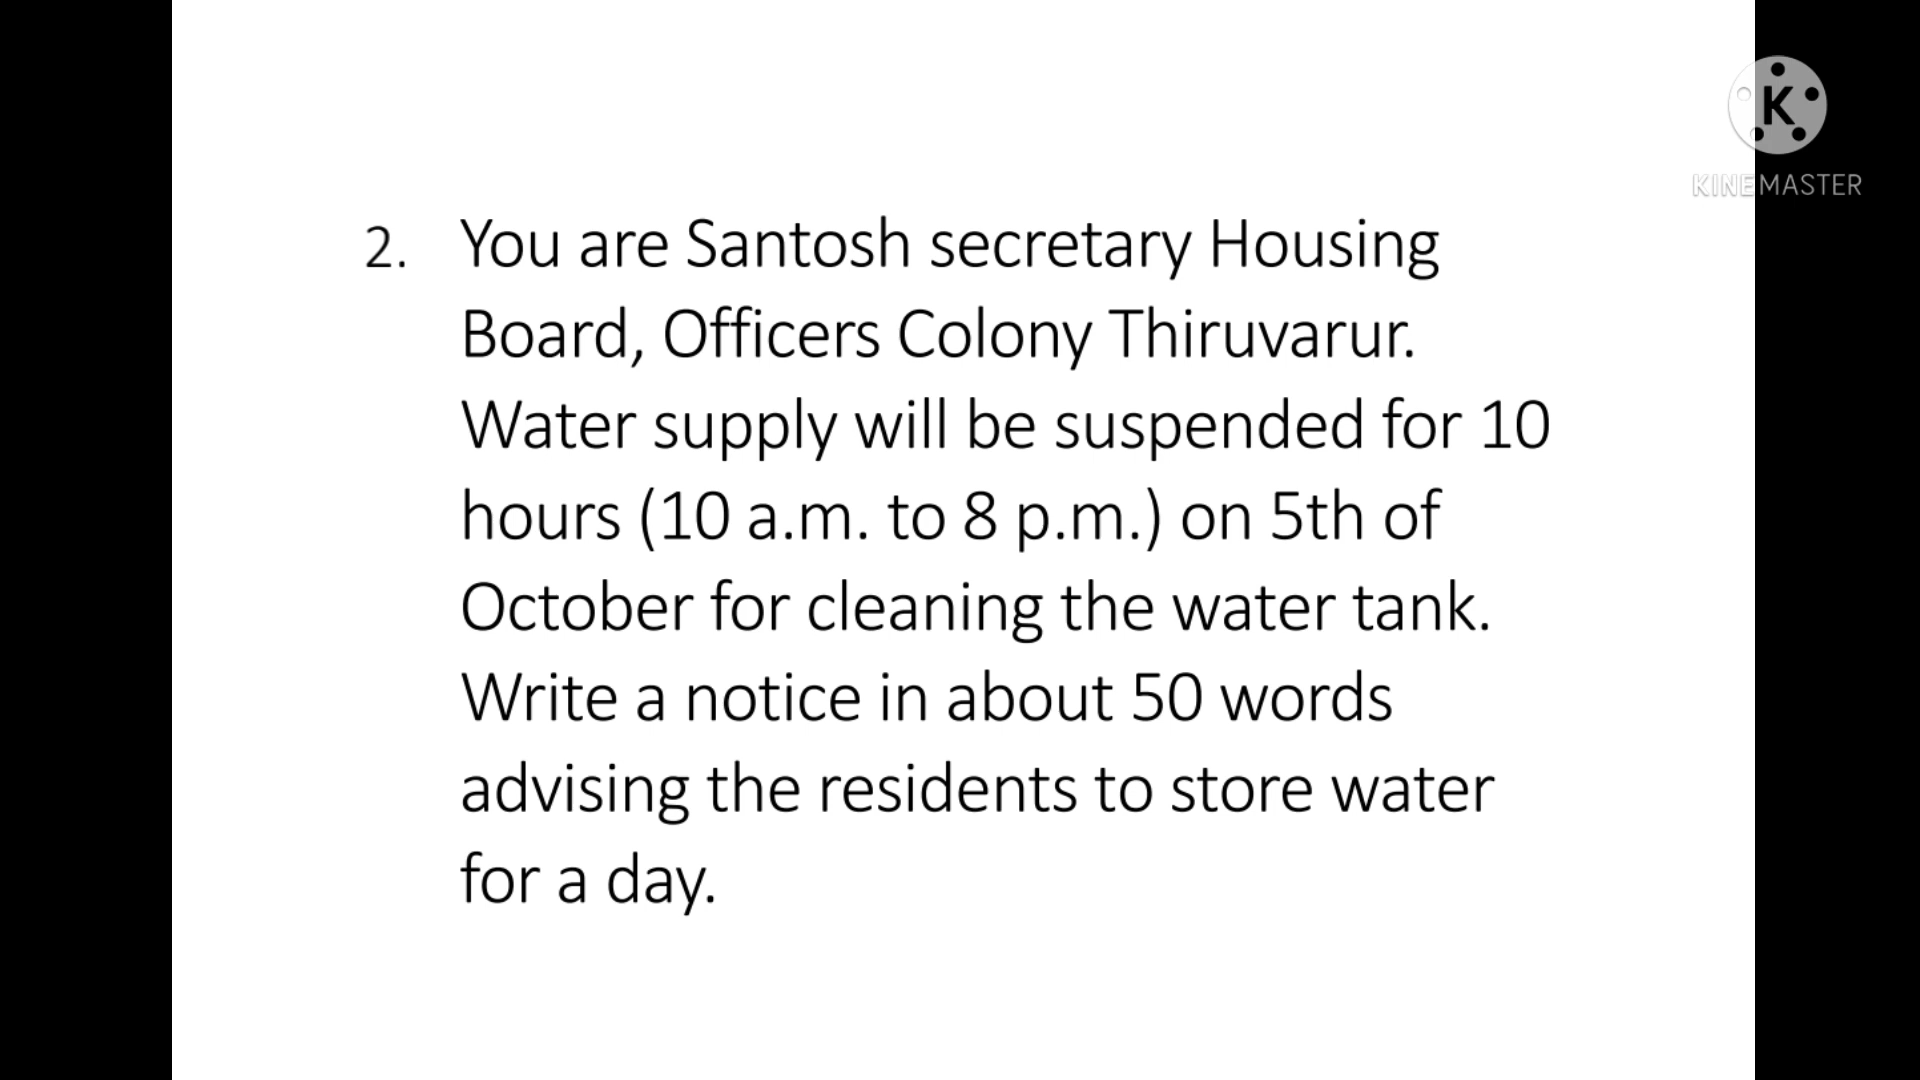 K
KINEMASTER
2. You are Santosh secretary Housing
Board, Officers Colony Thiruvarur.
Water supply will be suspended for 10
hours (10 a.m. to 8 p.m.) on 5th of
October for cleaning the water tank.
Write a notice in about 50 words
advising the residents to store water
for a day.